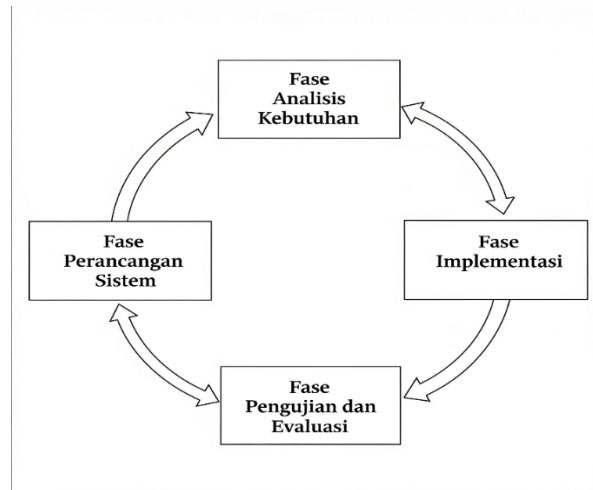 Fase
Analisis
Kebutuhan
Fase
Perancangan
Sistem
Fase
Implementasi
Fase
Pengujian dan
Evaluasi